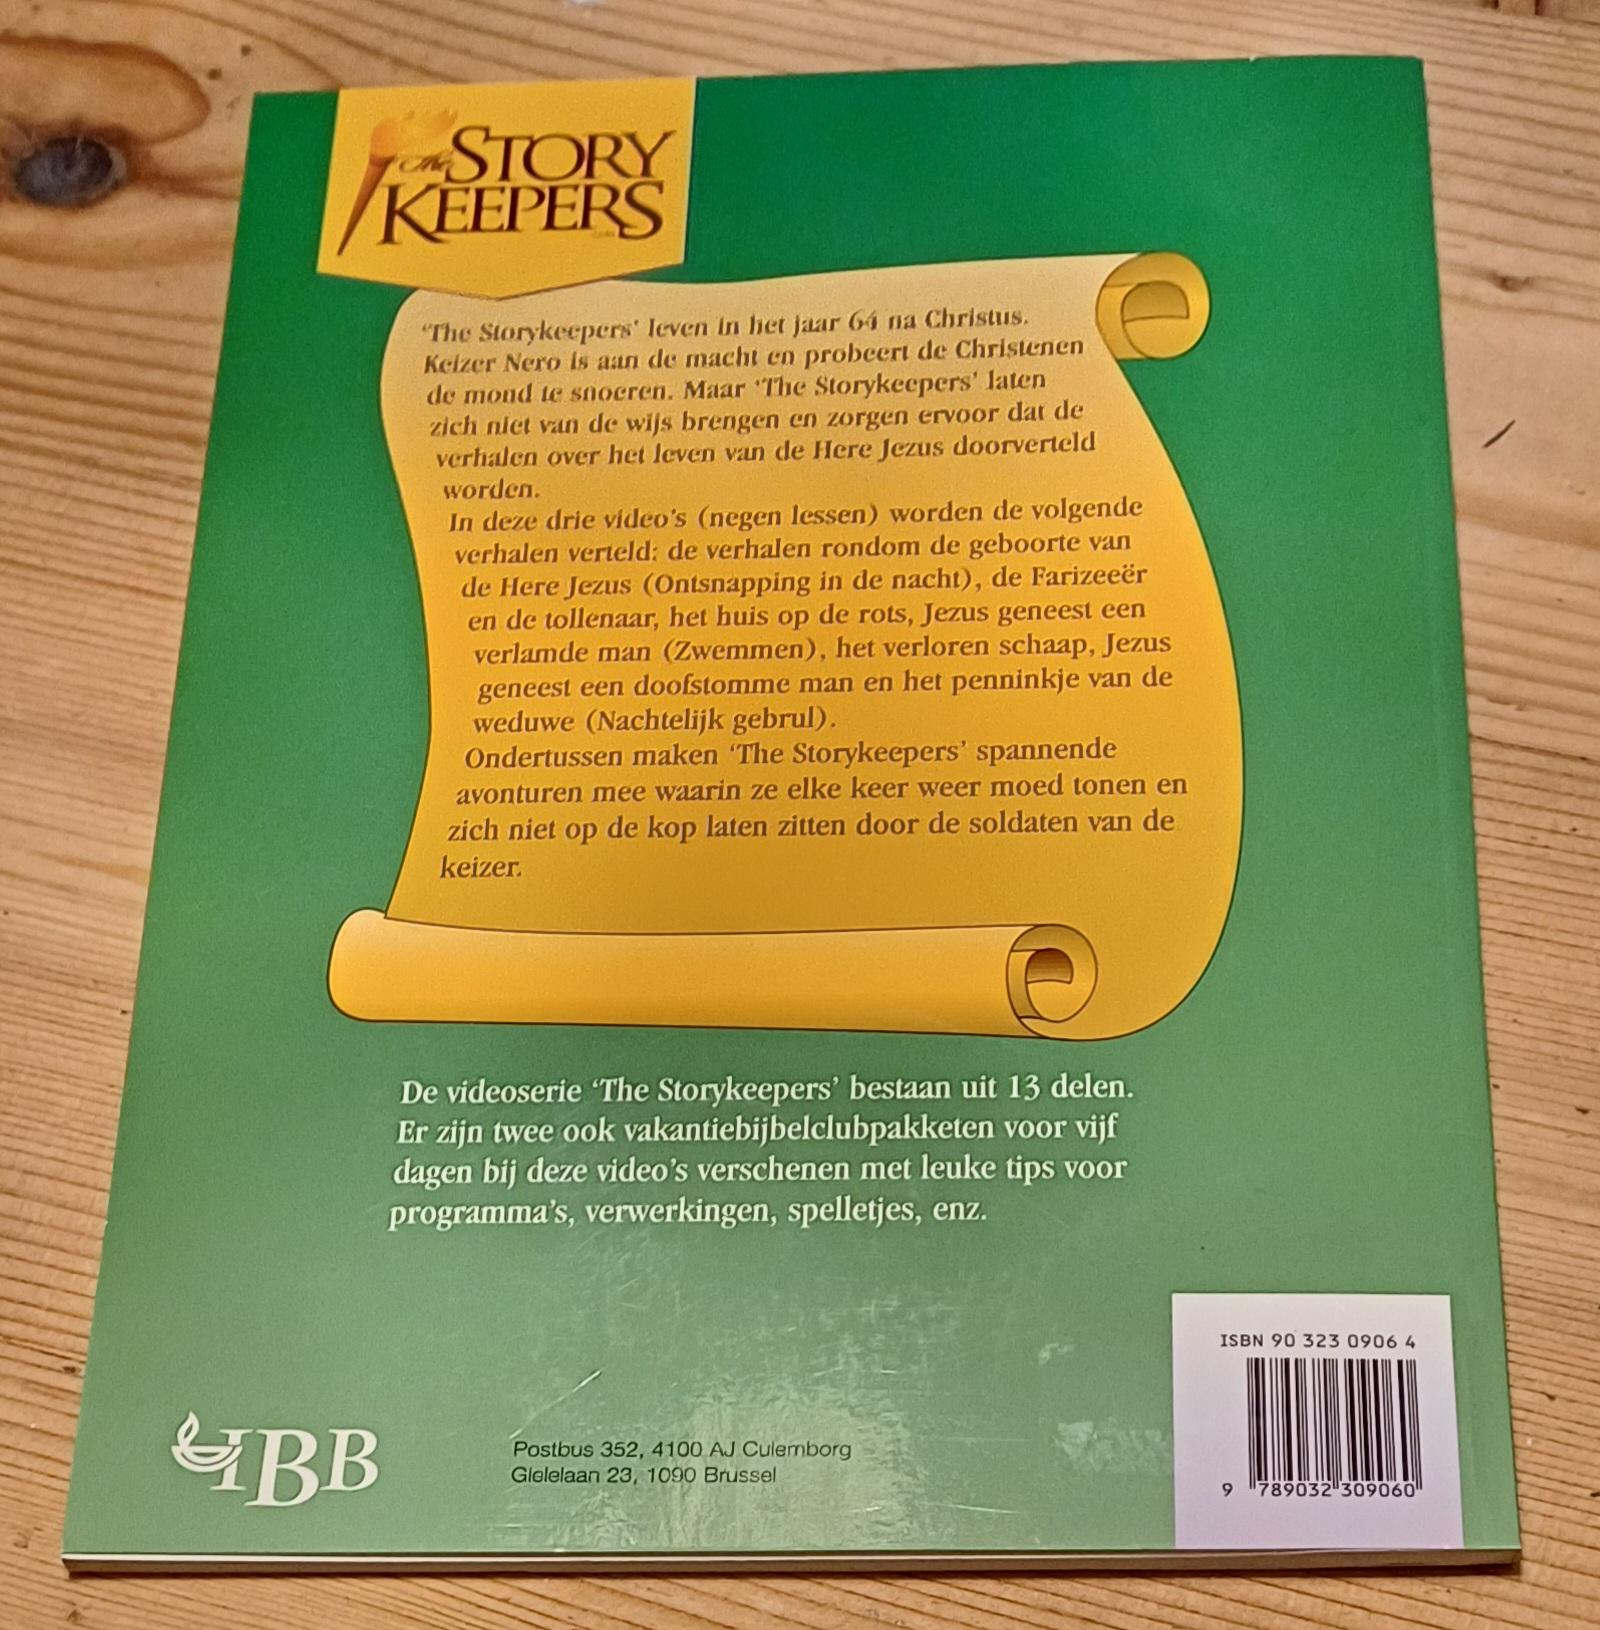 The STORY
KEEPERS
'The Storykeepers' leven in het jaar 64 na Christus.
Keizer Nero is aan de macht en probeert de Christenen
de mond te snoeren. Maar 'The Storykeepers' laten
zich niet van de wijs brengen en zorgen ervoor dat de
verhalen over het leven van de Here Jezus doorverteld
worden.
In deze drie video's (negen lessen) worden de volgende
verhalen verteld: de verhalen rondom de geboorte van
de Here Jezus (Ontsnapping in de nacht), de Farizeeër
en de tollenaar, het huis op de rots, Jezus geneest een
verlamde man (Zwemmen), het verloren schaap, Jezus
geneest een doofstomme man en het penninkje van de
weduwe (Nachtelijk gebrul).
Ondertussen maken 'The Storykeepers' spannende
avonturen mee waarin ze elke keer weer moed tonen en
zich niet op de kop laten zitten door de soldaten van de
keizer.
De videoserie 'The Storykeepers' bestaan uit 13 delen.
Er zijn twee ook vakantiebijbelclubpakketen voor vijf
dagen bij deze video's verschenen met leuke tips voor
programma's, verwerkingen, spelletjes, enz.
IBB
Postbus 352, 4100 AJ Culemborg
Gielelaan 23, 1090 Brussel
ISBN 90 323 0906 4
9 789032 309060